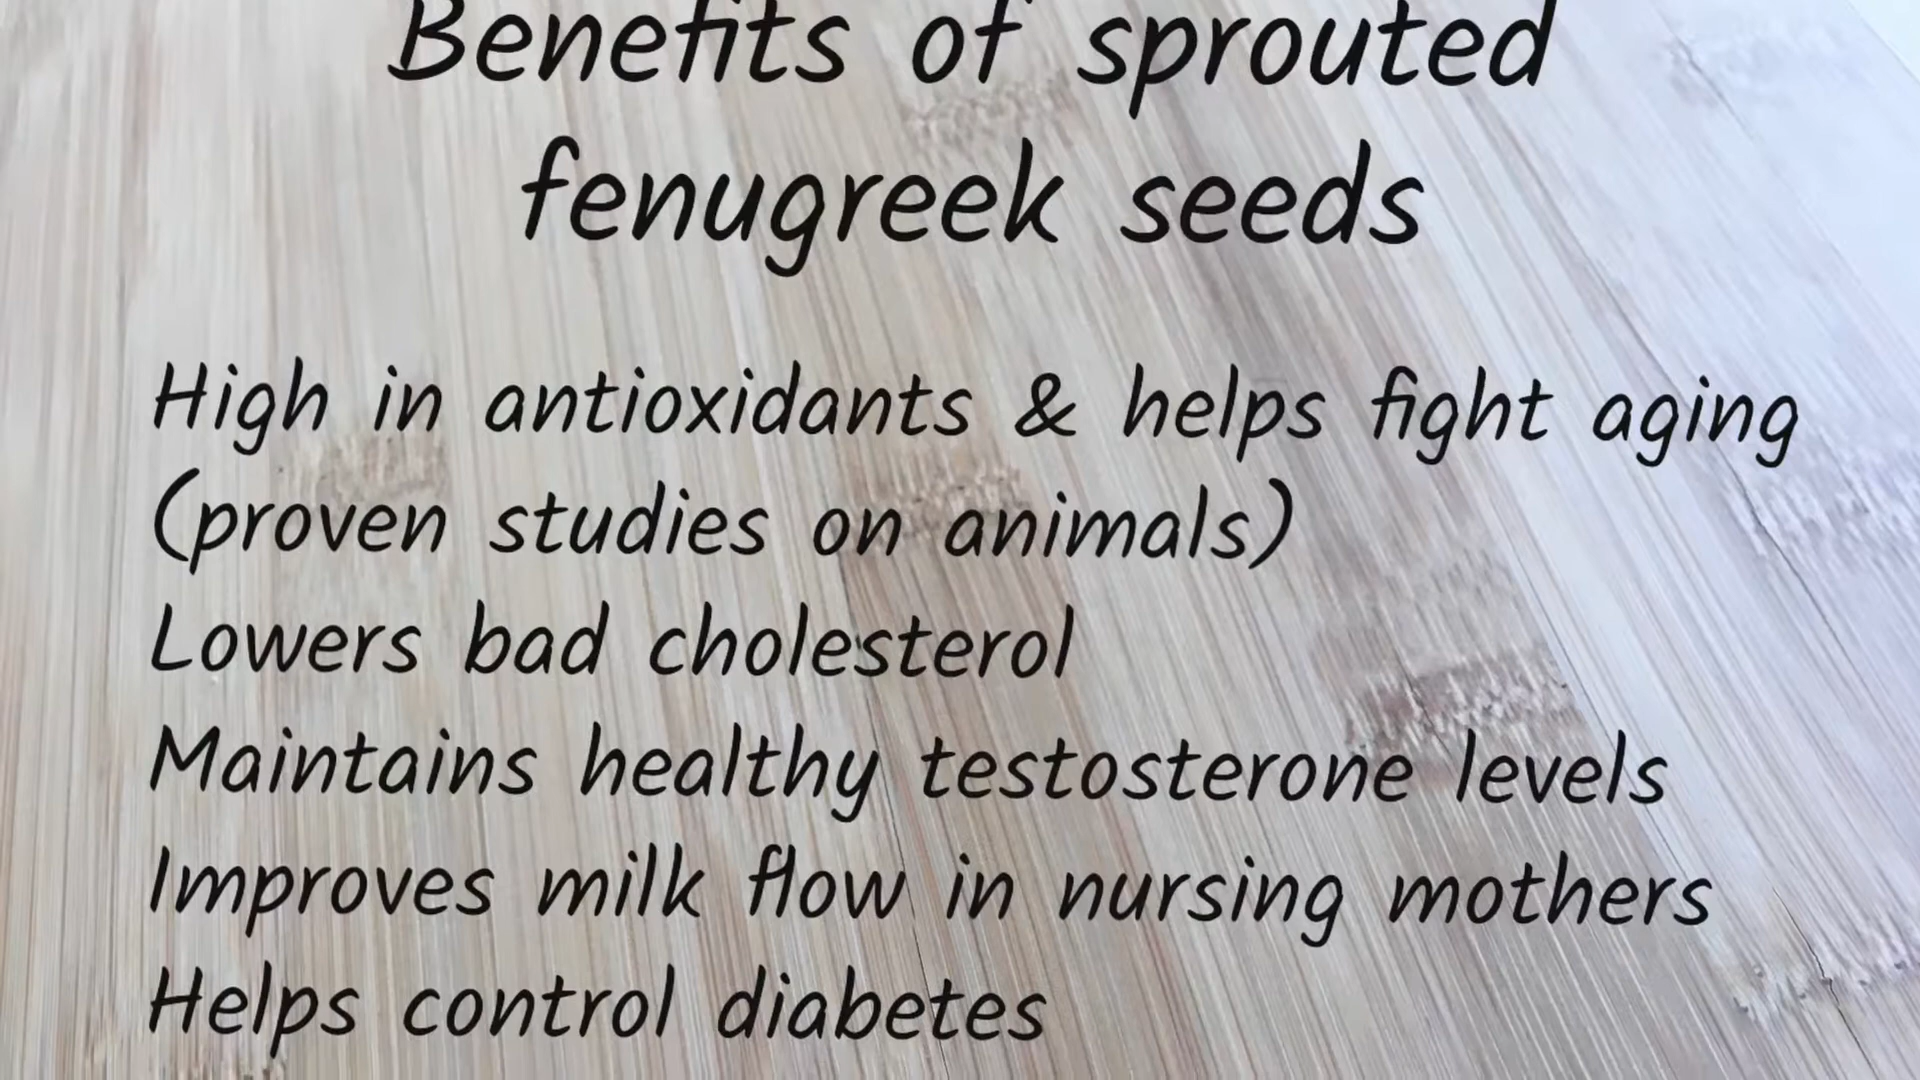 Benefits of sprouted
fenugreek seeds
High in antioxidants & helps fight aging
(proven studies on animals)
Lowers bad cholesterol
Maintains healthy testosterone levels
Improves milk flow in nursing mothers
Helps control diabetes